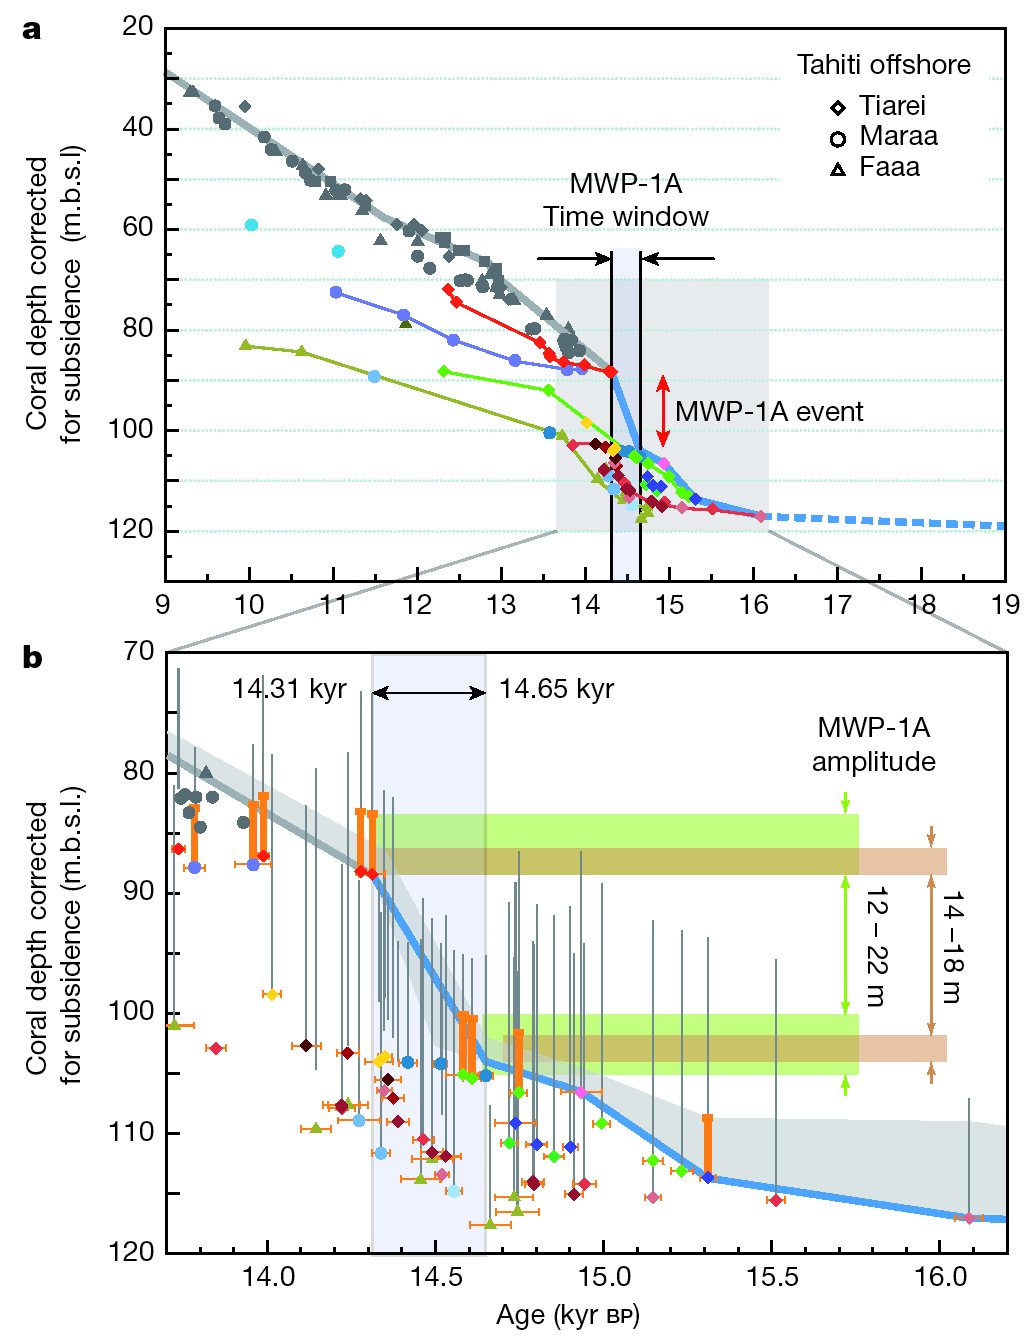 a
20
40
60
80
100
120
Coral depth corrected
for subsidence (m.b.s.l)
Tahiti offshore
Tiarei
Maraa
Faaa
MWP-1A
Time window
MWP-1A event
9 10 11 12 13 14 15 16 17 18 19
b
70
80
90
100
110
120
Coral depth corrected
for subsidence (m.b.s.l.)
14.31 kyr
14.65 kyr
MWP-1A
amplitude
12 – 22 m
14 –18 m
14.0 14.5 15.0 15.5 16.0
Age (kyr BP)